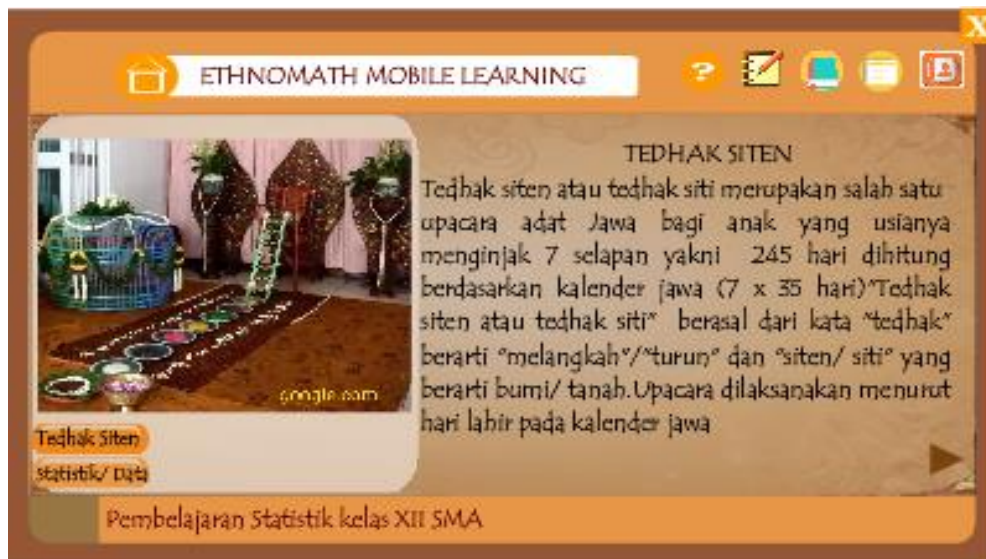 X
ETHNOMATH MOBILE LEARNING
?
TEDHAK SITEN
Tedhak siten atau tedhak siti merupakan salah satu
upacara adat Jawa bagi anak yang usianya
menginjak 7 selapan yakni 245 hari dihitung
berdasarkan kalender jawa (7 x 35 hari)"Tedhak
siten atau tedhak siti" berasal dari kata "tedhak"
berarti "melangkah"/"turun" dan "siten/ siti" yang
berarti bumi/ tanah.Upacara dilaksanakan menurut
hari lahir pada kalender jawa
google.com
Tedhak Siten
Statistik/ Data
Pembelajaran Statistik kelas XII SMA